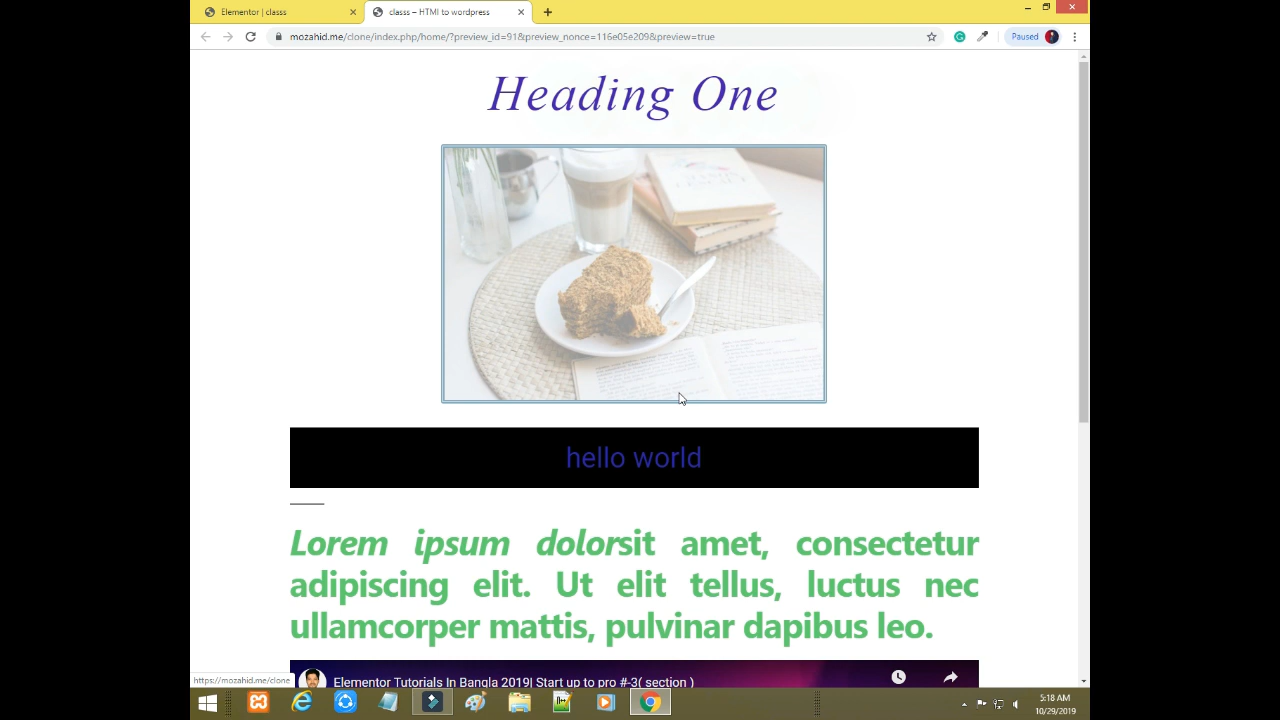 Elementor | classs
classs – HTMl to wordpress
mozahid.me/clone/index.php/home/?preview_id=91&preview_nonce=116e05e209&preview=true
Paused
Heading One
hello world
Lorem ipsum dolorsit amet, consectetur
adipiscing elit. Ut elit tellus, luctus nec
ullamcorper mattis, pulvinar dapibus leo.
Elementor Tutorials In Bangla 2019| Start up to pro #-3( section )
https://mozahid.me/clone
5:18 AM
10/29/2019